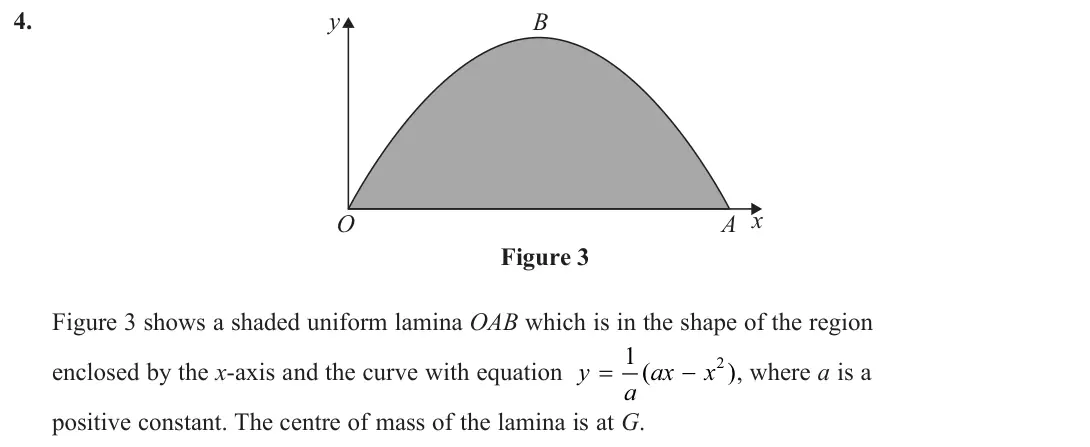 4.
y
B
O
A x
Figure 3
Figure 3 shows a shaded uniform lamina OAB which is in the shape of the region
enclosed by the x-axis and the curve with equation y = 1/a (ax − x²), where a is a
positive constant. The centre of mass of the lamina is at G.